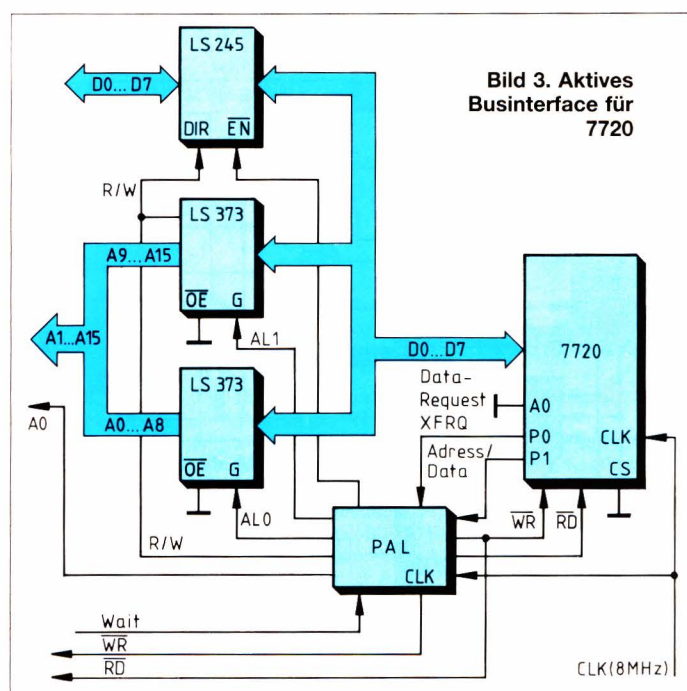 LS 245
D0... D7
DIR
EN
Bild 3. Aktives
Businterface für
7720
R/W
LS 373
A9...A15
OE
G
A1...A15
AL1
D0... D7
7720
LS 373
Data-
Request
XFRQ
A0
P0
CLK
Adress/
Data
P1
CS
A0
A0...A8
OE
G
AL0
WR
RD
R/W
PAL
CLK
Wait
WR
RD
CLK(8MHz)